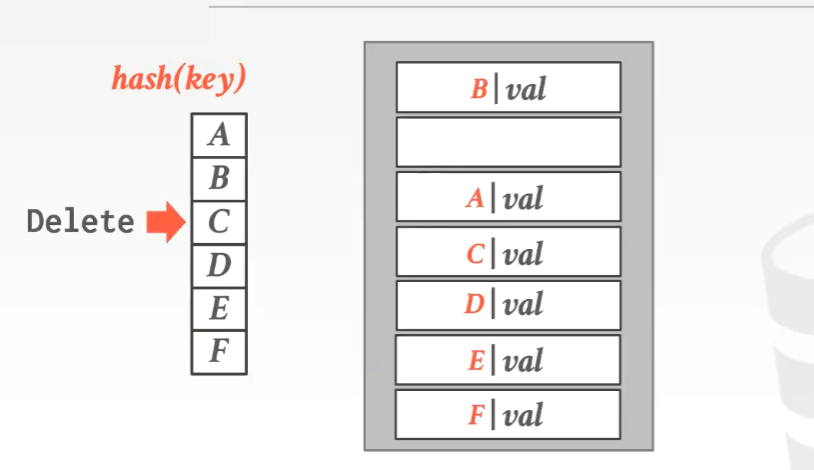 hash(key)
A
B
Delete
C
D
E
F
B|val
A|val
C|val
D|val
E|val
F|val